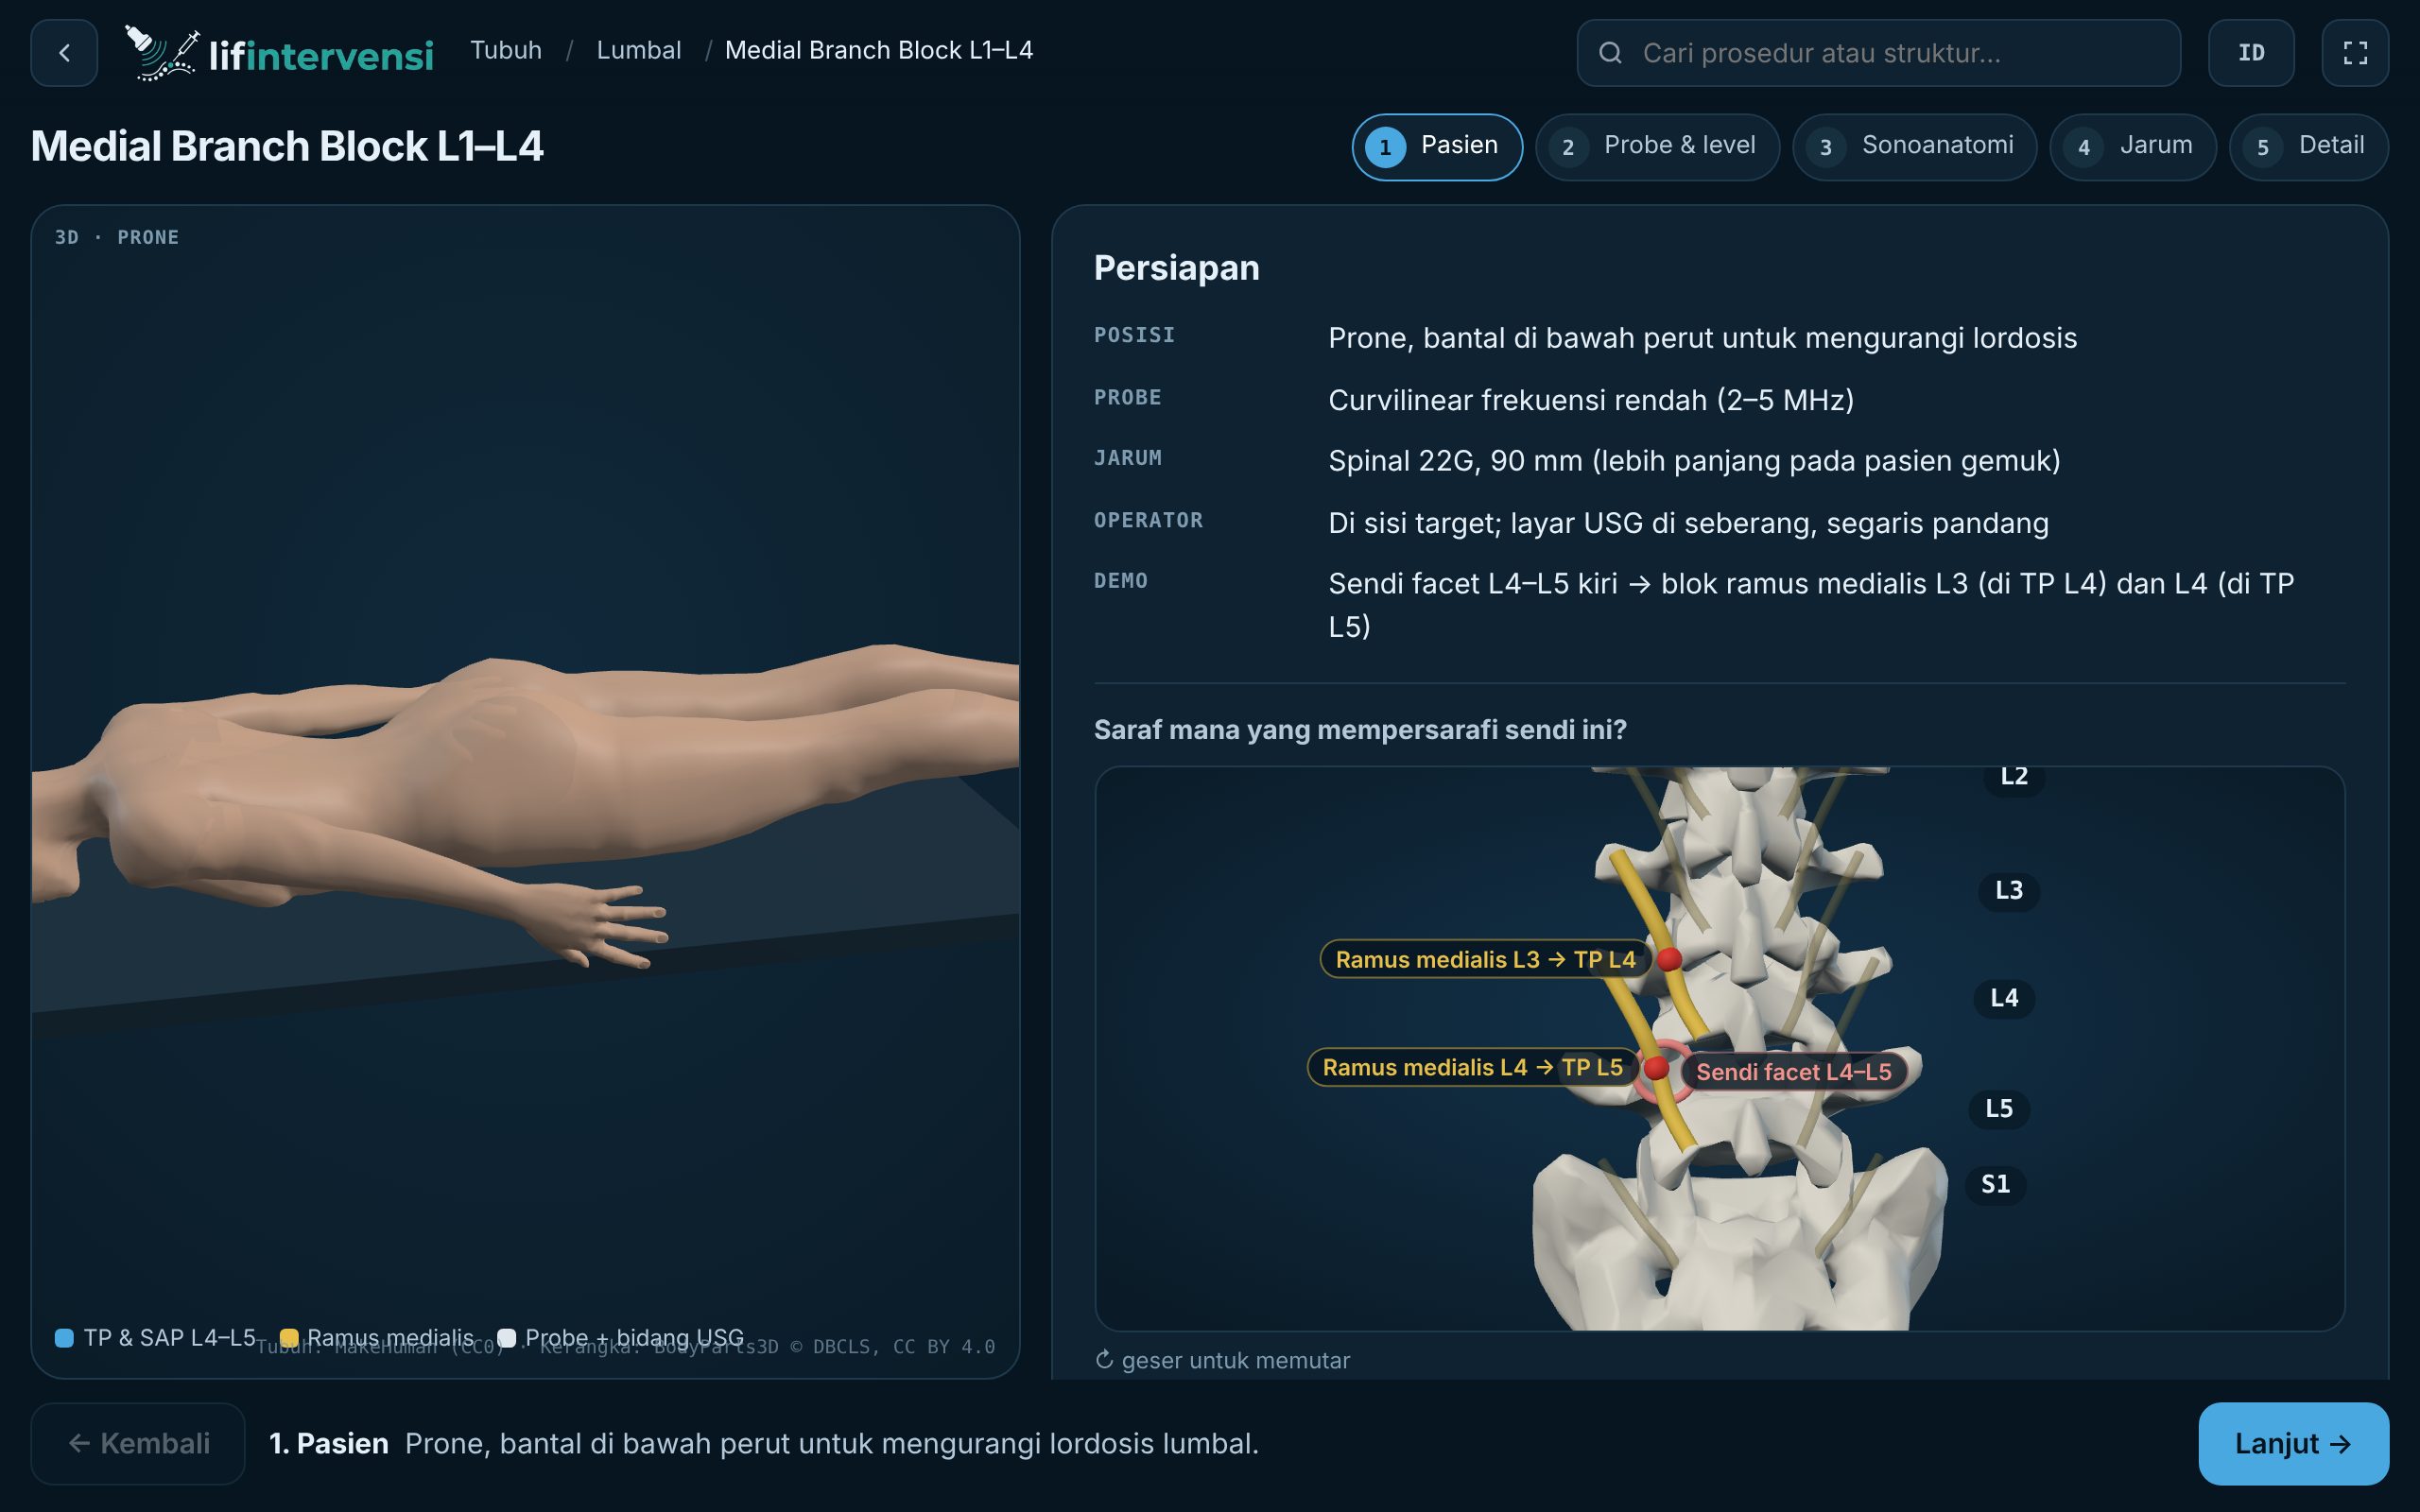 lifintervensi
Tubuh / Lumbal / Medial Branch Block L1–L4
Cari prosedur atau struktur...
ID
Medial Branch Block L1–L4
1 Pasien
2 Probe & level
3 Sonoanatomi
4 Jarum
5 Detail
3D · PRONE
TP & SAP L4–L5 Ramus medialis Probe + bidang USG
Tubuh: MakeHuman (CC0) · Kerangka: BodyParts3D © DBCLS, CC BY 4.0
Persiapan
POSISI Prone, bantal di bawah perut untuk mengurangi lordosis
PROBE Curvilinear frekuensi rendah (2–5 MHz)
JARUM Spinal 22G, 90 mm (lebih panjang pada pasien gemuk)
OPERATOR Di sisi target; layar USG di seberang, segaris pandang
DEMO Sendi facet L4–L5 kiri → blok ramus medialis L3 (di TP L4) dan L4 (di TP
L5)
Saraf mana yang mempersarafi sendi ini?
L2
L3
Ramus medialis L3 → TP L4
L4
Ramus medialis L4 → TP L5
Sendi facet L4–L5
L5
S1
↻ geser untuk memutar
← Kembali
1. Pasien Prone, bantal di bawah perut untuk mengurangi lordosis lumbal.
Lanjut →